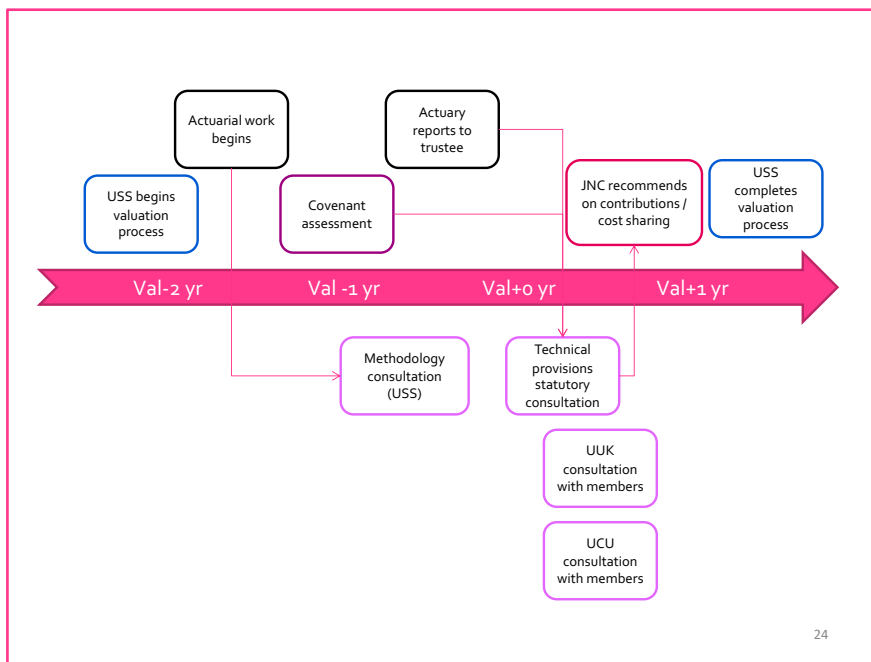 Actuarial work
begins
Actuary
reports to
trustee
USS begins
valuation
process
Covenant
assessment
JNC recommends
on contributions /
cost sharing
USS
completes
valuation
process
Val-2 yr
Val -1 yr
Val+0 yr
Val+1 yr
Methodology
consultation
(USS)
Technical
provisions
statutory
consultation
UUK
consultation
with members
UCU
consultation
with members
24